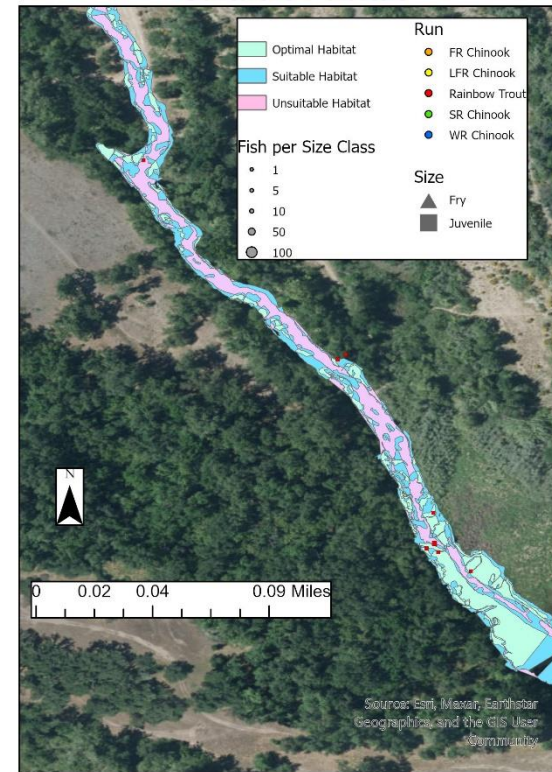 Optimal Habitat
Suitable Habitat
Unsuitable Habitat
Fish per Size Class
1
5
10
50
100
Run
FR Chinook
LFR Chinook
Rainbow Trout
SR Chinook
WR Chinook
Size
Fry
Juvenile
N
0 0.02 0.04 0.09 Miles
Source: Esri, Maxar, Earthstar
Geographics, and the GIS User
Community